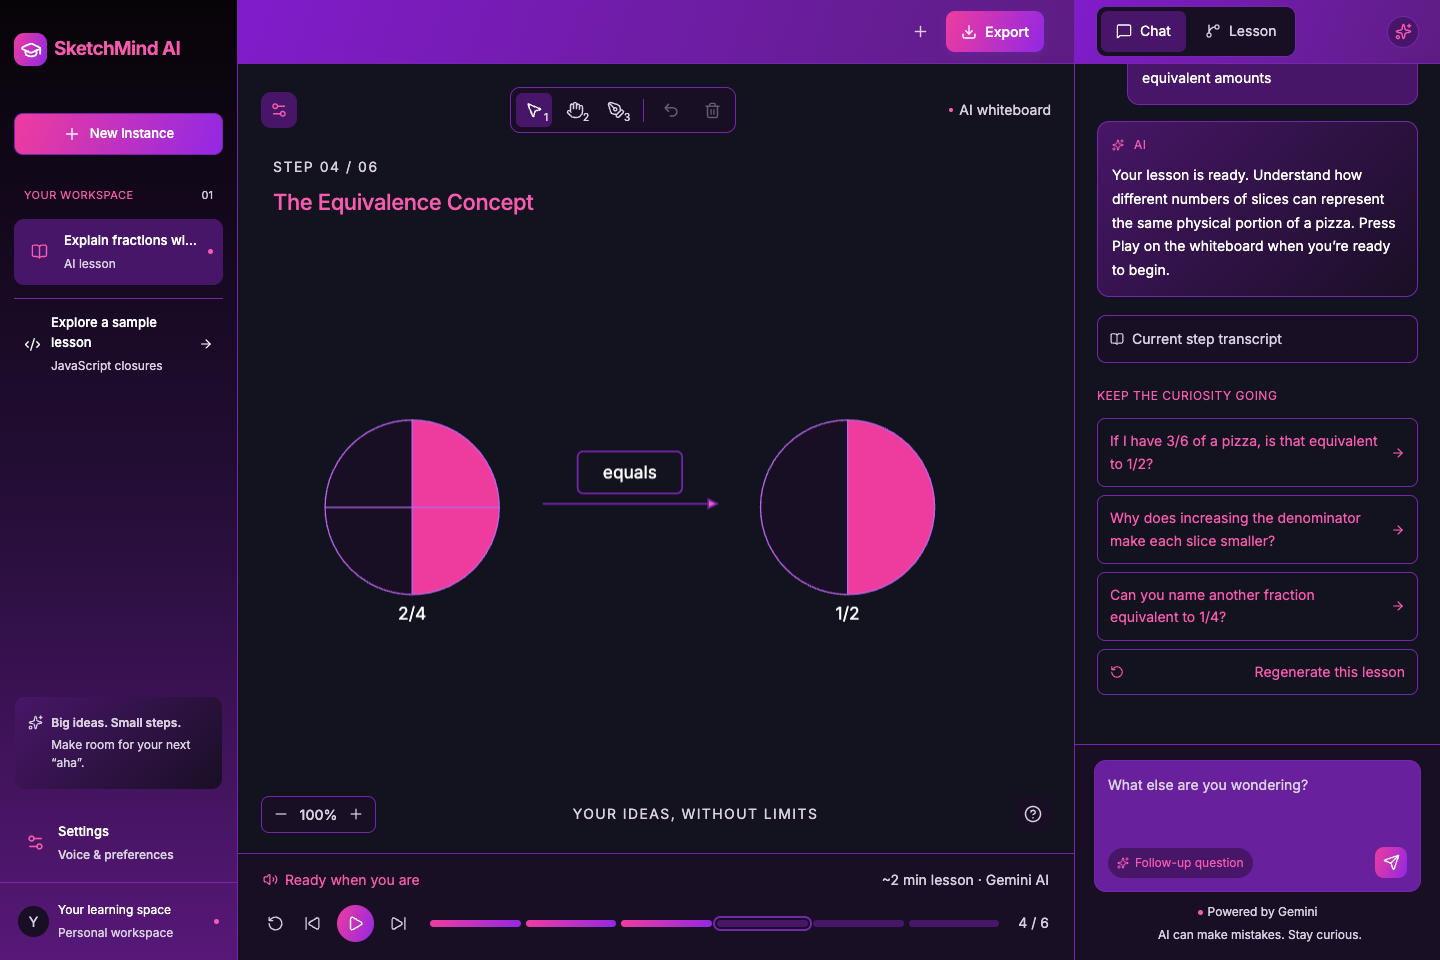 SketchMind AI
New Instance
YOUR WORKSPACE 01
Explain fractions wi...
AI lesson
Explore a sample
lesson
JavaScript closures
Big ideas. Small steps.
Make room for your next
“aha”.
Settings
Voice & preferences
Y
Your learning space
Personal workspace
Export
1
2
3
AI whiteboard
STEP 04 / 06
The Equivalence Concept
equals
2/4
1/2
100%
YOUR IDEAS, WITHOUT LIMITS
Ready when you are
~2 min lesson · Gemini AI
4 / 6
Chat
Lesson
equivalent amounts
AI
Your lesson is ready. Understand how
different numbers of slices can represent
the same physical portion of a pizza. Press
Play on the whiteboard when you’re ready
to begin.
Current step transcript
KEEP THE CURIOSITY GOING
If I have 3/6 of a pizza, is that equivalent
to 1/2?
Why does increasing the denominator
make each slice smaller?
Can you name another fraction
equivalent to 1/4?
Regenerate this lesson
What else are you wondering?
Follow-up question
Powered by Gemini
AI can make mistakes. Stay curious.